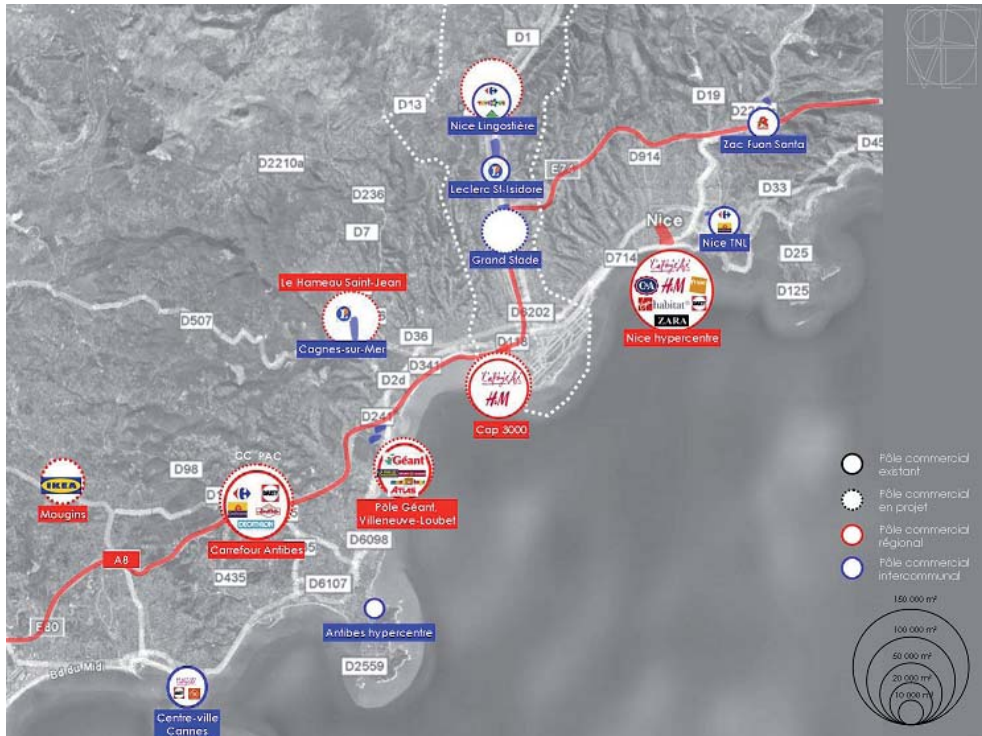 D1
D13
D19
Nice Lingostière
Zac Fuon Santa
D2210a
D914
D45
Leclerc St-Isidore
D236
D33
D7
Nice
Nice TNL
Grand Stade
D714
D25
Le Hameau Saint-Jean
D125
C&A
H&M
habitat
ZARA
Nice hypercentre
D507
D6202
Cagnes-sur-Mer
D36
D341
D2d
H&M
Cap 3000
D241
CC PAC
Géant
ATLAS
D98
IKEA
Mougins
DARTY
DECATHLON
Pôle Géant,
Villeneuve-Loubet
Carrefour Antibes
D6098
A8
D435
D6107
E80
Antibes hypercentre
Bd du Midi
D2559
Centre-ville
Cannes
Pôle commercial
existant
Pôle commercial
en projet
Pôle commercial
régional
Pôle commercial
intercommunal
150 000 m²
100 000 m²
50 000 m²
20 000 m²
10 000 m²